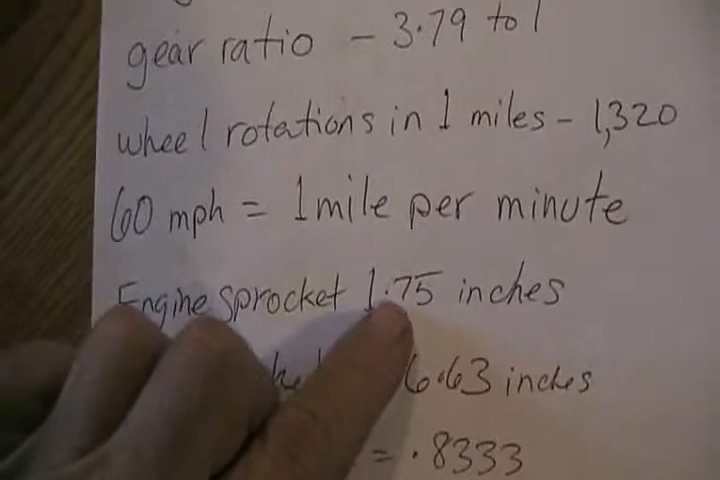 gear ratio - 3.79 to 1
wheel rotations in 1 miles - 1,320
60 mph = 1 mile per minute
Engine sprocket 1.75 inches
6.63 inches
= .8333